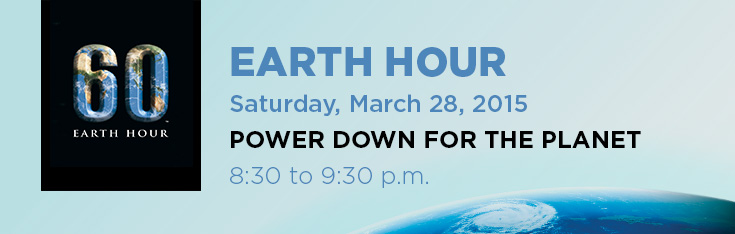 60
EARTH HOUR
EARTH HOUR
Saturday, March 28, 2015
POWER DOWN FOR THE PLANET
8:30 to 9:30 p.m.